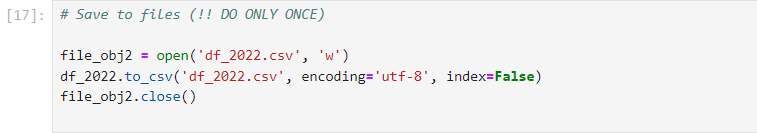 [17]: # Save to files (!! DO ONLY ONCE)
file_obj2 = open('df_2022.csv', 'w')
df_2022.to_csv('df_2022.csv', encoding='utf-8', index=False)
file_obj2.close()